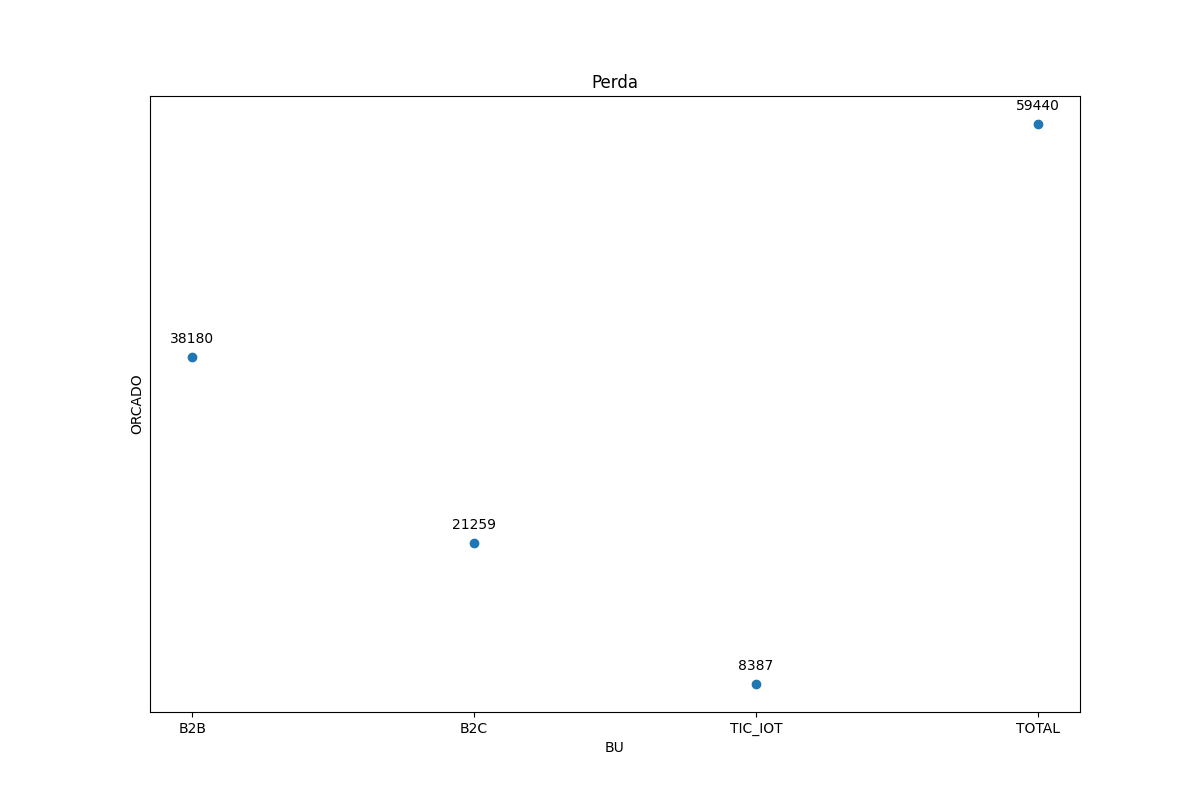 Perda
59440
38180
21259
8387
ORCADO
B2B
B2C
TIC_IOT
TOTAL
BU